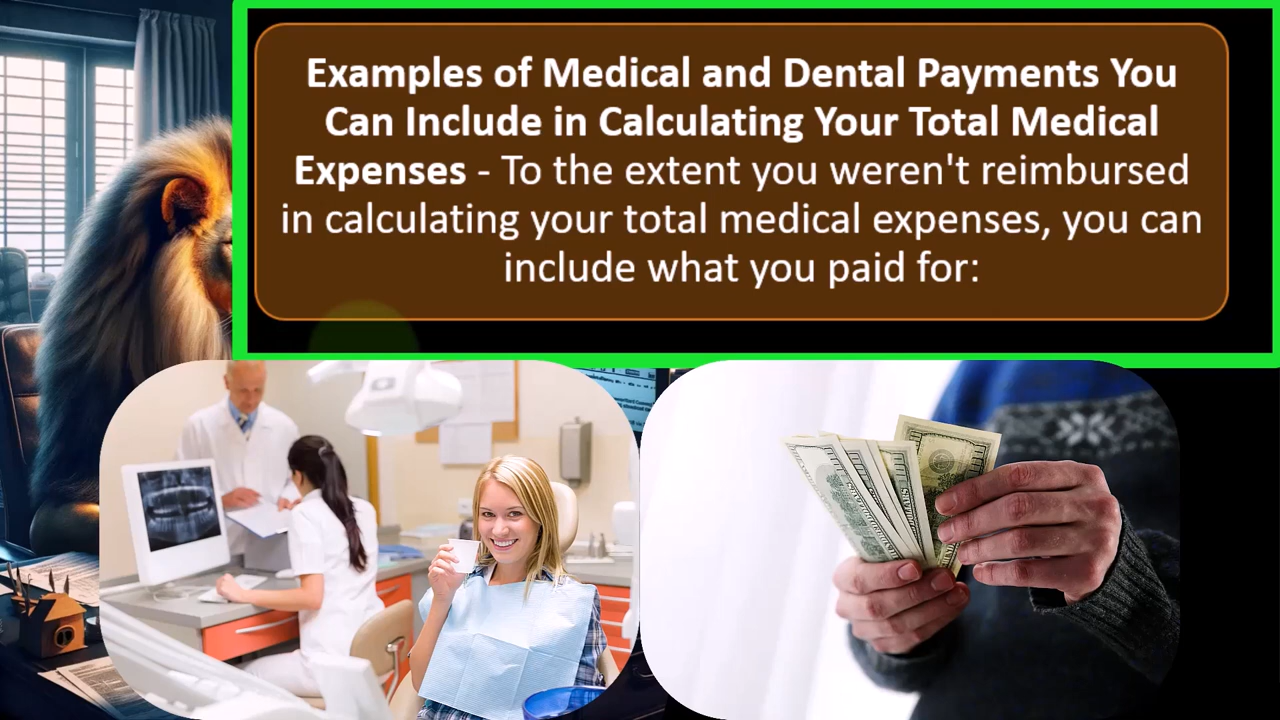 Examples of Medical and Dental Payments You
Can Include in Calculating Your Total Medical
Expenses - To the extent you weren't reimbursed
in calculating your total medical expenses, you can
include what you paid for: